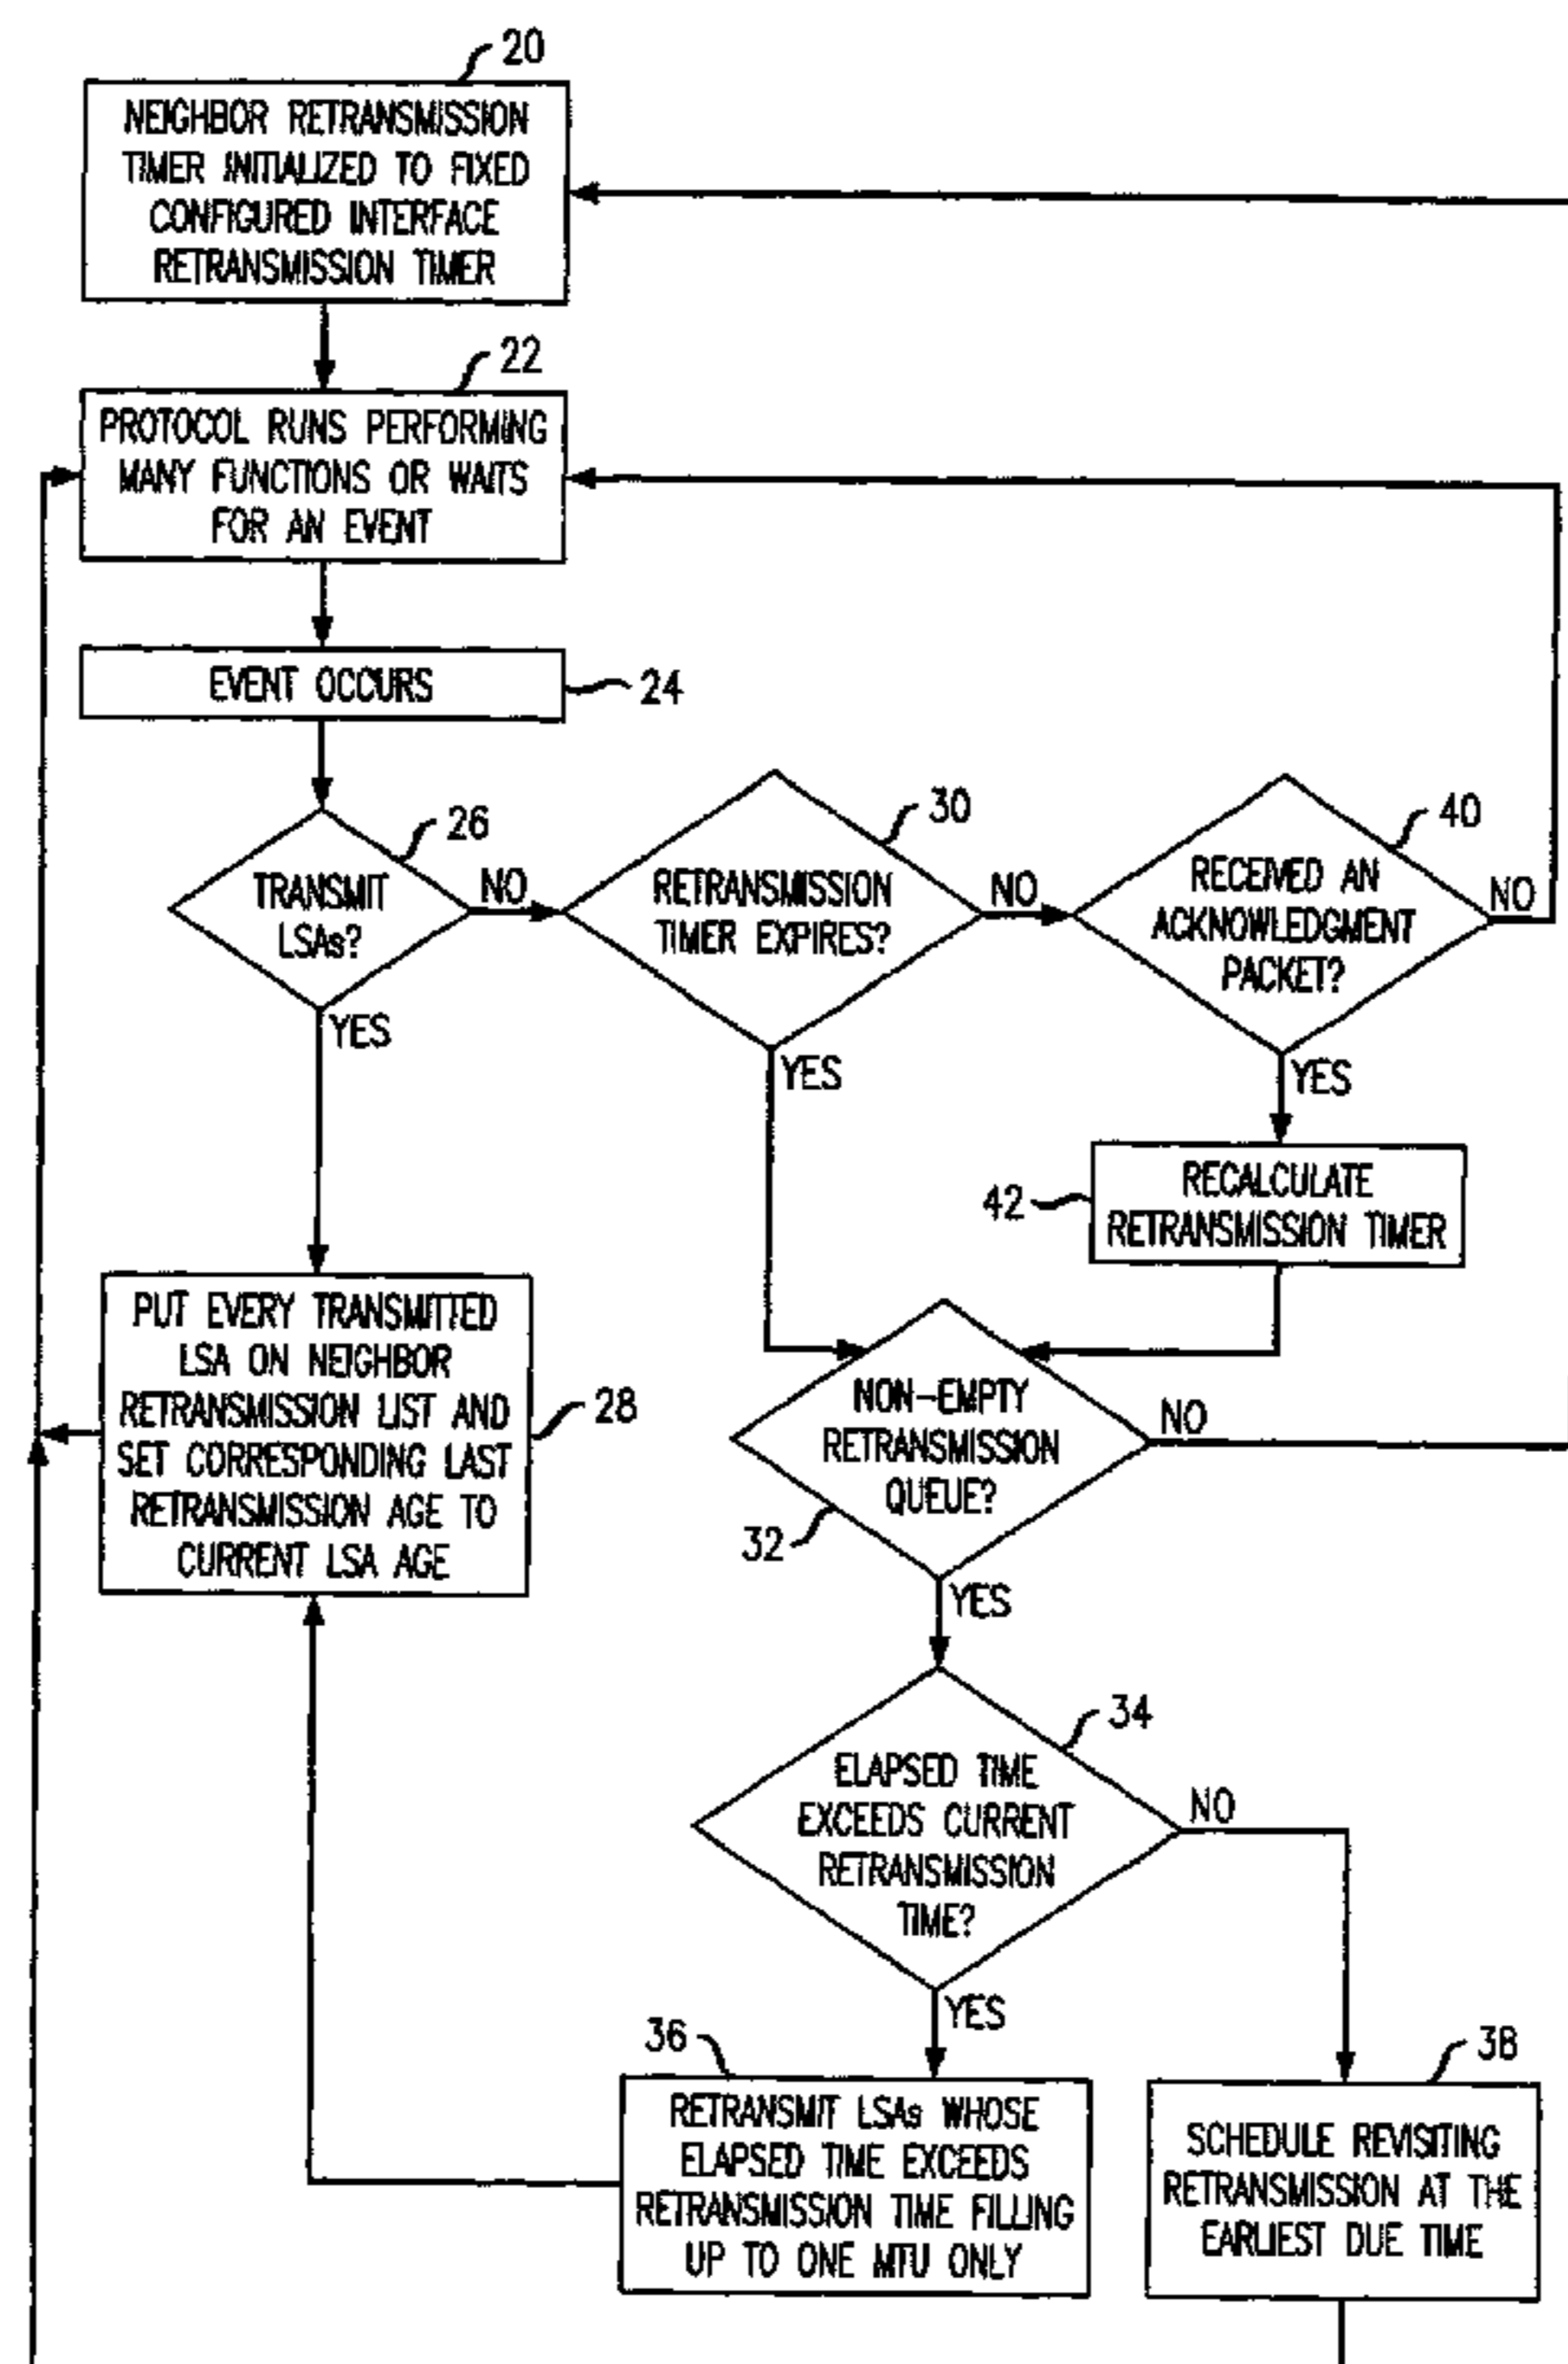 20
NEIGHBOR RETRANSMISSION
TIMER INITIALIZED TO FIXED
CONFIGURED INTERFACE
RETRANSMISSION TIMER
22
PROTOCOL RUNS PERFORMING
MANY FUNCTIONS OR WAITS
FOR AN EVENT
EVENT OCCURS
24
26
TRANSMIT
LSAs?
NO
YES
30
RETRANSMISSION
TIMER EXPIRES?
NO
YES
40
RECEIVED AN
ACKNOWLEDGMENT
PACKET?
NO
YES
42
RECALCULATE
RETRANSMISSION TIMER
PUT EVERY TRANSMITTED
LSA ON NEIGHBOR
RETRANSMISSION LIST AND
SET CORRESPONDING LAST
RETRANSMISSION AGE TO
CURRENT LSA AGE
28
NON-EMPTY
RETRANSMISSION
QUEUE?
NO
32
YES
34
ELAPSED TIME
EXCEEDS CURRENT
RETRANSMISSION
TIME?
NO
YES
36
RETRANSMIT LSAs WHOSE
ELAPSED TIME EXCEEDS
RETRANSMISSION TIME FILLING
UP TO ONE MTU ONLY
38
SCHEDULE REVISITING
RETRANSMISSION AT THE
EARLIEST DUE TIME